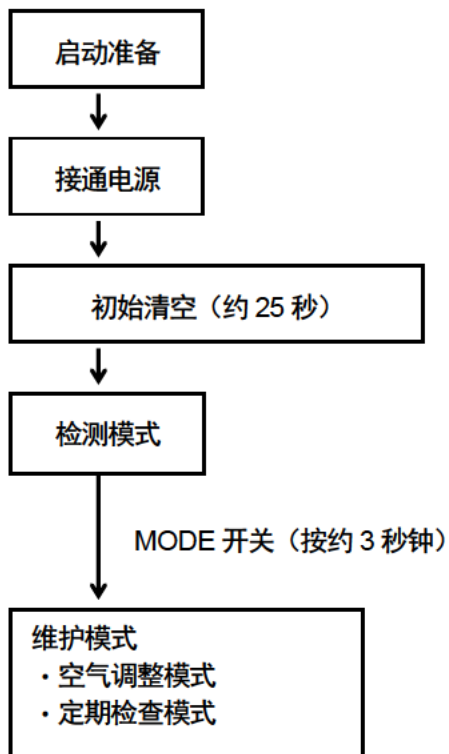 启动准备
接通电源
初始清空（约 25 秒）
检测模式
MODE 开关（按约 3 秒钟）
维护模式
・空气调整模式
・定期检查模式